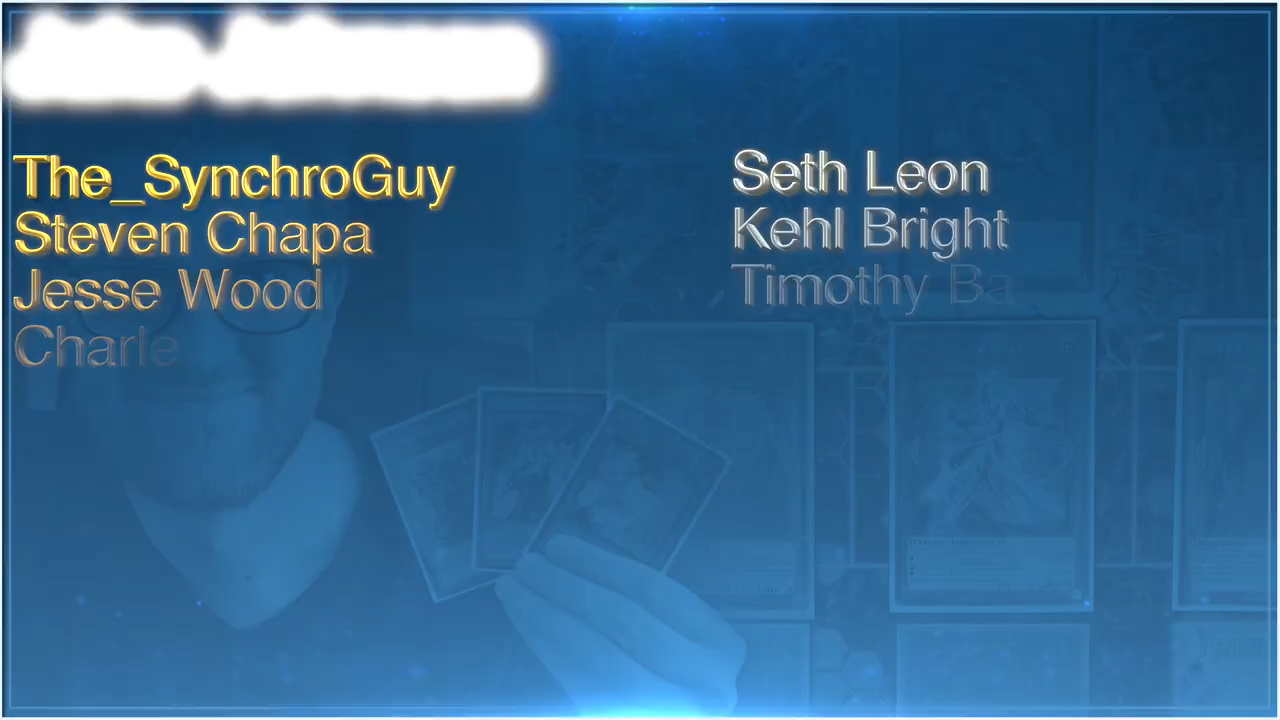 The_SynchroGuy
Steven Chapa
Jesse Wood
Charle
Seth Leon
Kehl Bright
Timothy Ba